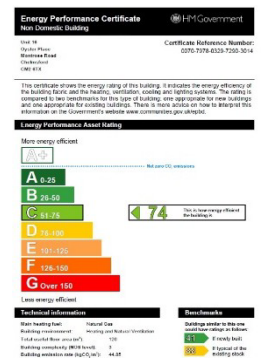 Energy Performance Certificate
HM Government
Non Domestic Building
Unit 16
Oyster Place
Montrose Road
Chelmsford
CM2 6TX
Certificate Reference Number:
0270-7978-0329-7290-3014
This certificate shows the energy rating of this building. It indicates the energy efficiency of
the building fabric and the heating, ventilation, cooling and lighting systems. The rating is
compared to two benchmarks for this type of building: one appropriate for new buildings
and one appropriate for existing buildings. There is more advice on how to interpret this
information on the Government's website www.communities.gov.uk/epbd.
Energy Performance Asset Rating
More energy efficient
A+
Net zero CO₂ emissions
A 0-25
B 26-50
C 51-75
74
This is how energy efficient
the building is.
D 76-100
E 101-125
F 126-150
G Over 150
Less energy efficient
Technical information
Main heating fuel: Natural Gas
Building environment: Heating and Natural Ventilation
Total useful floor area (m²):
Building complexity (NOS level): 3
Building emission rate (kgCO₂/m²):
Benchmarks
Buildings similar to this one
could have ratings as follows:
If newly built
If typical of the
existing stock